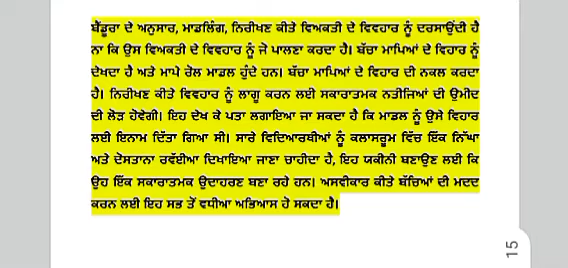 ਬੈਂਡੂਰਾ ਦੇ ਅਨੁਸਾਰ, ਮਾਡਲਿੰਗ, ਨਿਰੀਖਣ ਕੀਤੇ ਵਿਅਕਤੀ ਦੇ ਵਿਵਹਾਰ ਨੂੰ ਦਰਸਾਉਂਦੀ ਹੈ
ਨਾ ਕਿ ਉਸ ਵਿਅਕਤੀ ਦੇ ਵਿਵਹਾਰ ਨੂੰ ਜੋ ਪਾਲਣਾ ਕਰਦਾ ਹੈ। ਬੱਚਾ ਮਾਪਿਆਂ ਦੇ ਵਿਹਾਰ ਨੂੰ
ਦੇਖਦਾ ਹੈ ਅਤੇ ਮਾਪੇ ਰੋਲ ਮਾਡਲ ਹੁੰਦੇ ਹਨ। ਬੱਚਾ ਮਾਪਿਆਂ ਦੇ ਵਿਹਾਰ ਦੀ ਨਕਲ ਕਰਦਾ
ਹੈ। ਨਿਰੀਖਣ ਕੀਤੇ ਵਿਵਹਾਰ ਨੂੰ ਲਾਗੂ ਕਰਨ ਲਈ ਸਕਾਰਾਤਮਕ ਨਤੀਜਿਆਂ ਦੀ ਉਮੀਦ
ਦੀ ਲੋੜ ਹੋਵੇਗੀ। ਇਹ ਦੇਖ ਕੇ ਪਤਾ ਲਗਾਇਆ ਜਾ ਸਕਦਾ ਹੈ ਕਿ ਮਾਡਲ ਨੂੰ ਉਸੇ ਵਿਹਾਰ
ਲਈ ਇਨਾਮ ਦਿੱਤਾ ਗਿਆ ਸੀ। ਸਾਰੇ ਵਿਦਿਆਰਥੀਆਂ ਨੂੰ ਕਲਾਸਰੂਮ ਵਿੱਚ ਇੱਕ ਨਿੱਘਾ
ਅਤੇ ਦੋਸਤਾਨਾ ਰਵੱਈਆ ਦਿਖਾਇਆ ਜਾਣਾ ਚਾਹੀਦਾ ਹੈ, ਇਹ ਯਕੀਨੀ ਬਣਾਉਣ ਲਈ ਕਿ
ਉਹ ਇੱਕ ਸਕਾਰਾਤਮਕ ਉਦਾਹਰਣ ਬਣਾ ਰਹੇ ਹਨ। ਅਸਵੀਕਾਰ ਕੀਤੇ ਬੱਚਿਆਂ ਦੀ ਮਦਦ
ਕਰਨ ਲਈ ਇਹ ਸਭ ਤੋਂ ਵਧੀਆ ਅਭਿਆਸ ਹੋ ਸਕਦਾ ਹੈ।
15